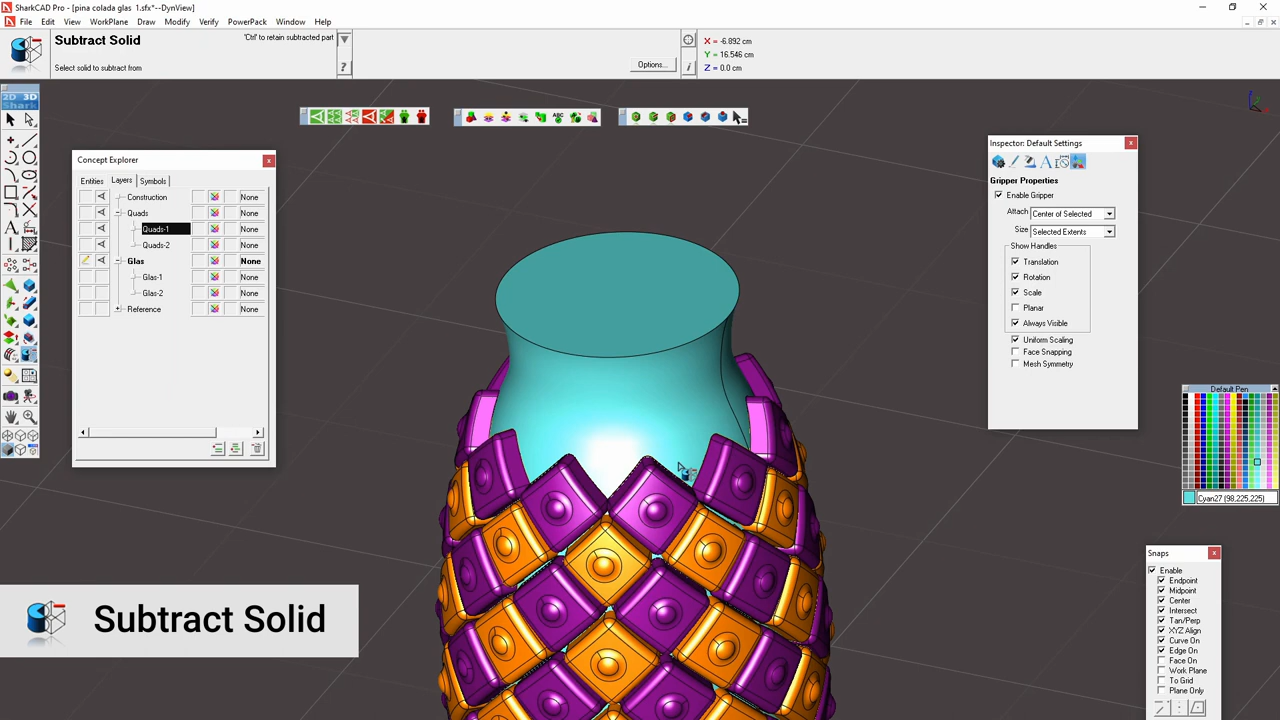 SharkCAD Pro - [pina colada glas 1.sfx*--DynView]
File Edit View WorkPlane Draw Modify Verify PowerPack Window Help
Subtract Solid
'Ctrl' to retain subtracted part
Select solid to subtract from
Options...
X = -6.892 cm
Y = 16.546 cm
Z = 0.0 cm
2D 3D
Shark
ABC
Concept Explorer
Entities Layers Symbols
Construction None
Quads None
Quads-1 None
Quads-2 None
Glas None
Glas-1 None
Glas-2 None
Reference None
Inspector: Default Settings
Gripper Properties
Enable Gripper
Attach Center of Selected
Size Selected Extents
Show Handles
Translation
Rotation
Scale
Planar
Always Visible
Uniform Scaling
Face Snapping
Mesh Symmetry
Default Pen
Cyan27 (98,225,225)
Snaps
Enable
Endpoint
Midpoint
Center
Intersect
Tan/Perp
XYZ Align
Curve On
Edge On
Face On
Work Plane
To Grid
Plane Only
Subtract Solid